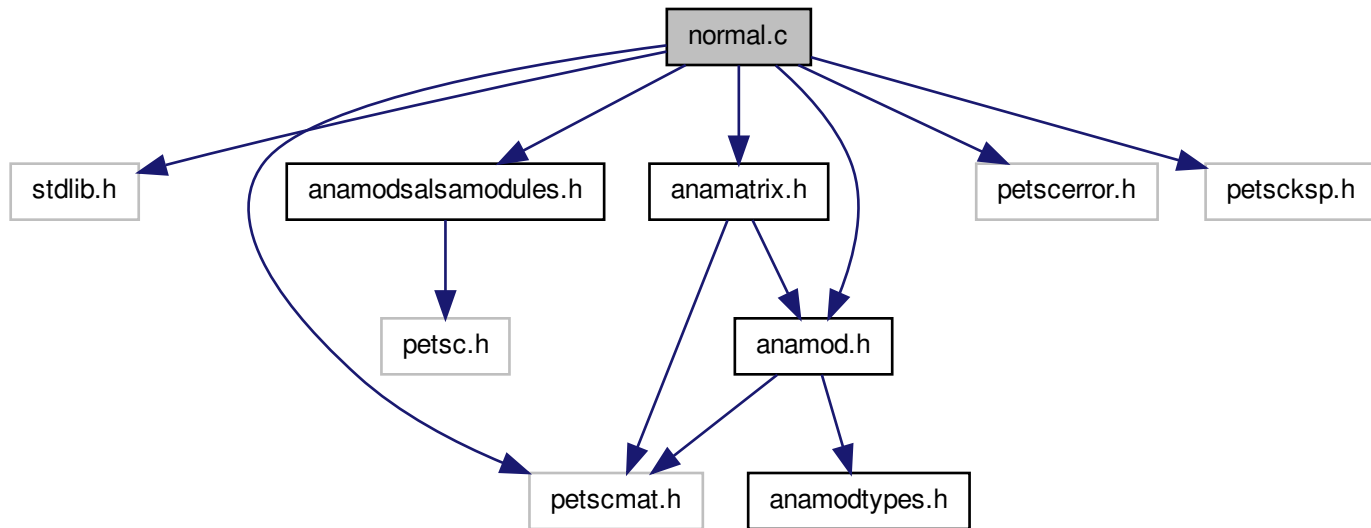 normal.c
stdlib.h
anamodsalsamodules.h
anamatrix.h
petscerror.h
petscksp.h
petsc.h
anamod.h
petscmat.h
anamodtypes.h